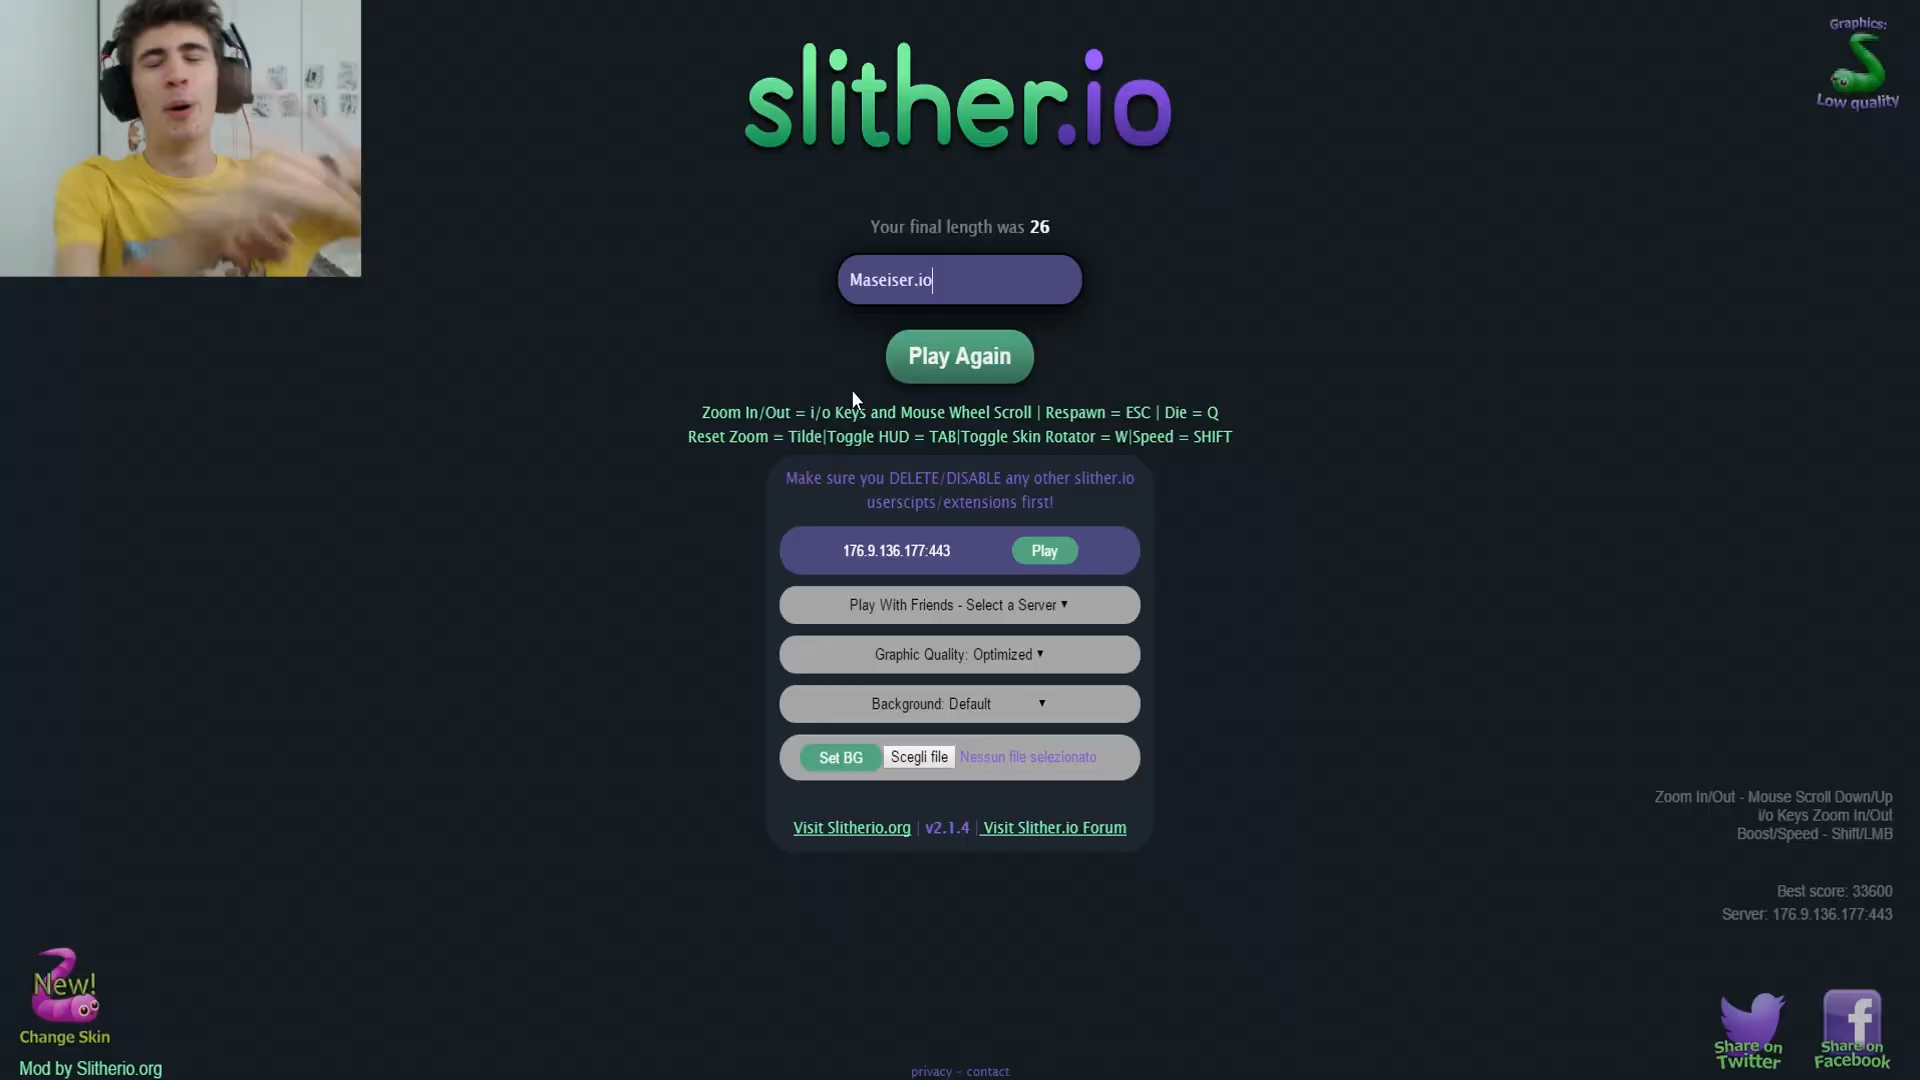 Graphics:
Low quality
slither.io
Your final length was 26
Maseiser.io
Play Again
Zoom In/Out = i/o Keys and Mouse Wheel Scroll | Respawn = ESC | Die = Q
Reset Zoom = Tilde|Toggle HUD = TAB|Toggle Skin Rotator = W|Speed = SHIFT
Make sure you DELETE/DISABLE any other slither.io
userscipts/extensions first!
176.9.136.177:443 Play
Play With Friends - Select a Server
Graphic Quality: Optimized
Background: Default
Set BG Scegli file Nessun file selezionato
Visit Slitherio.org | v2.1.4 | Visit Slither.io Forum
Zoom In/Out - Mouse Scroll Down/Up
i/o Keys Zoom In/Out
Boost/Speed - Shift/LMB
Best score: 33600
Server: 176.9.136.177:443
New!
Change Skin
Mod by Slitherio.org
privacy - contact
Share on
Twitter
Share on
Facebook